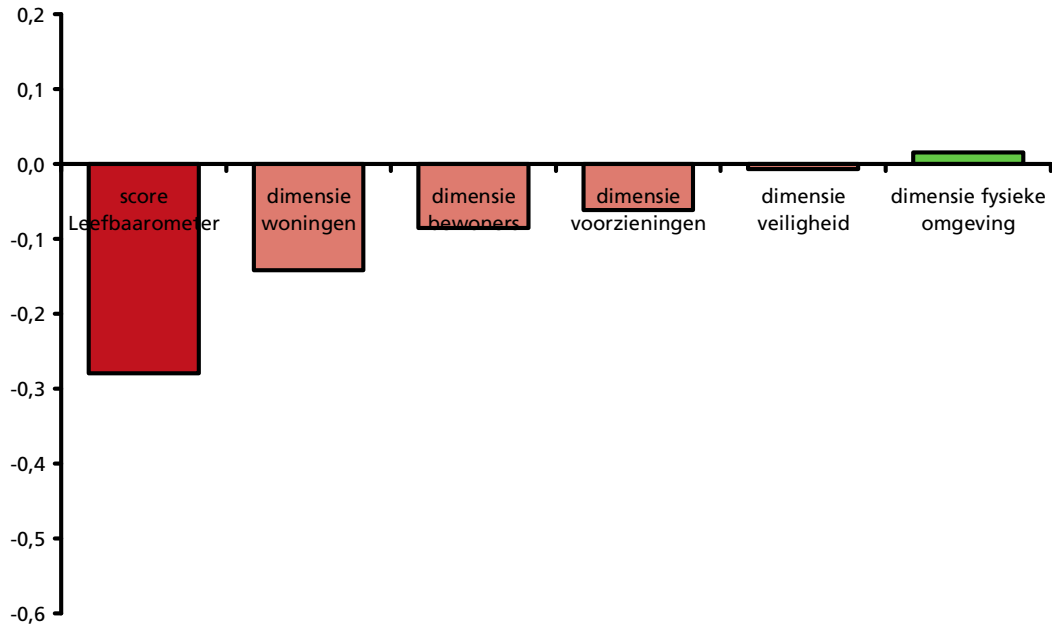 0,2
0,1
0,0
-0,1
-0,2
-0,3
-0,4
-0,5
-0,6
score
Leefbaarometer
dimensie
woningen
dimensie
bewoners
dimensie
voorzieningen
dimensie
veiligheid
dimensie fysieke
omgeving